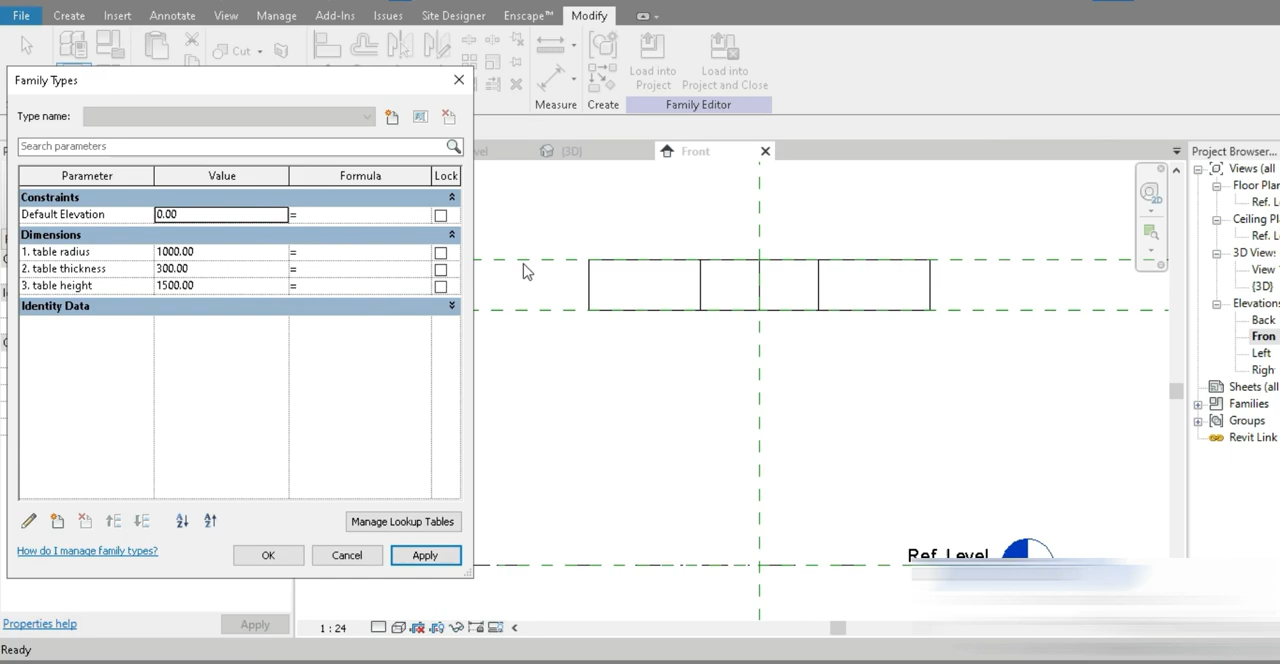 File Create Insert Annotate View Manage Add-Ins Issues Site Designer Enscape™ Modify
Cut
Load into Project
Load into Project and Close
Measure Create Family Editor
Family Types
Type name:
Search parameters
Parameter Value Formula Lock
Constraints
Default Elevation 0.00 =
Dimensions
1. table radius 1000.00 =
2. table thickness 300.00 =
3. table height 1500.00 =
Identity Data
Manage Lookup Tables
How do I manage family types?
OK Cancel Apply
Properties help
Apply
Ready
{3D}
Front
2D
Ref. Level
1 : 24
Project Browser...
Views (all
Floor Plan
Ref. L
Ceiling P
Ref. L
3D View:
View
{3D}
Elevations
Back
Fron
Left
Righ
Sheets (all
Families
Groups
Revit Link